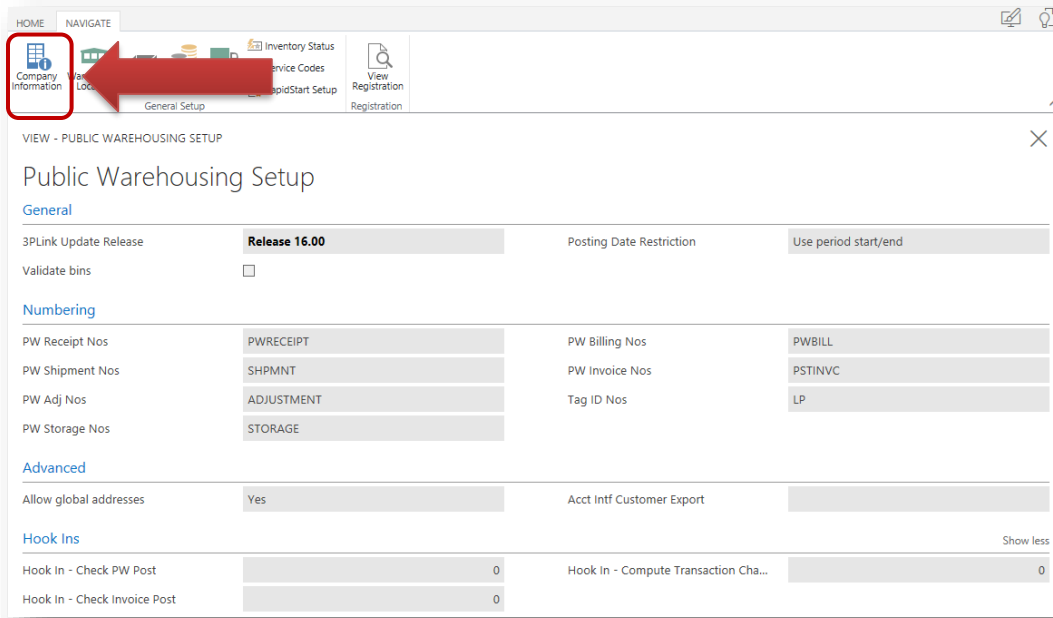 HOME NAVIGATE
Company Information
Inventory Status
Service Codes
RapidStart Setup
General Setup
View Registration
Registration
VIEW - PUBLIC WAREHOUSING SETUP
Public Warehousing Setup
General
3PLink Update Release Release 16.00 Posting Date Restriction Use period start/end
Validate bins
Numbering
PW Receipt Nos PWRECEIPT PW Billing Nos PWBILL
PW Shipment Nos SHPMNT PW Invoice Nos PSTINVC
PW Adj Nos ADJUSTMENT Tag ID Nos LP
PW Storage Nos STORAGE
Advanced
Allow global addresses Yes Acct Intf Customer Export
Hook Ins Show less
Hook In - Check PW Post 0 Hook In - Compute Transaction Cha... 0
Hook In - Check Invoice Post 0